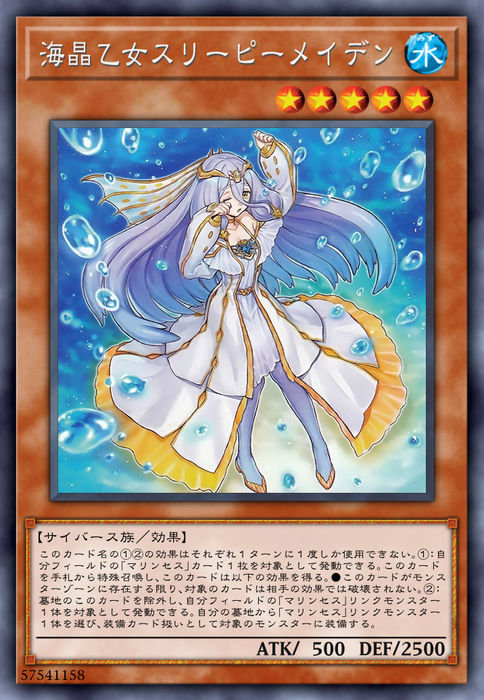 海晶乙女スリーピーメイデン
みず
水
【サイバース族／効果】
このカード名の①②の効果はそれぞれ１ターンに１度しか使用できない。①：自
分フィールドの「マリンセス」カード１枚を対象として発動できる。このカード
を手札から特殊召喚し、このカードは以下の効果を得る。●このカードがモンス
ターゾーンに存在する限り、対象のカードは相手の効果では破壊されない。②：
墓地のこのカードを除外し、自分フィールドの「マリンセス」リンクモンスター
１体を対象として発動できる。自分の墓地から「マリンセス」リンクモンスター
１体を選び、装備カード扱いとして対象のモンスターに装備する。
ATK/ 500 DEF/2500
57541158